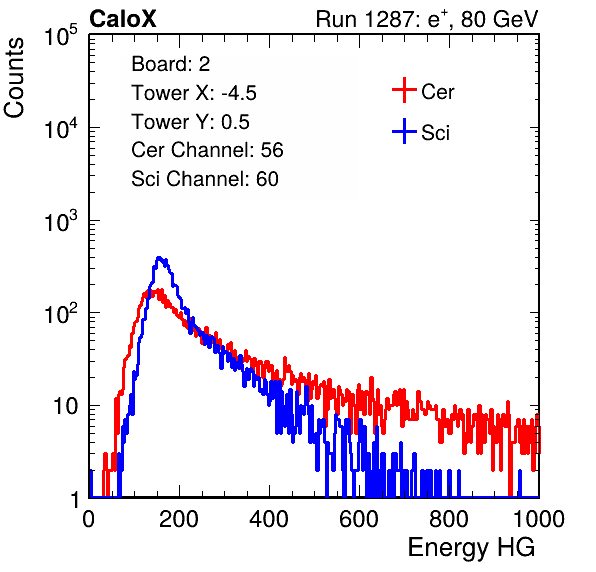 CaloX Run 1287: e⁺, 80 GeV
Counts
Board: 2
Tower X: -4.5
Tower Y: 0.5
Cer Channel: 56
Sci Channel: 60
Cer
Sci
10⁵
10⁴
10³
10²
10
1
0 200 400 600 800 1000
Energy HG